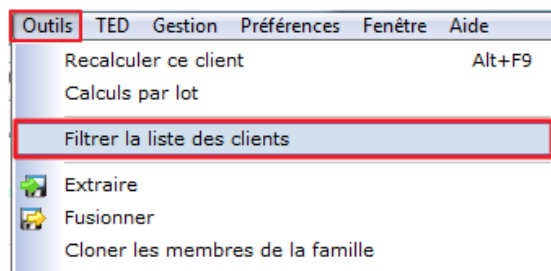 Outils TED Gestion Préférences Fenêtre Aide
Recalculer ce client Alt+F9
Calculs par lot
Filtrer la liste des clients
Extraire
Fusionner
Cloner les membres de la famille